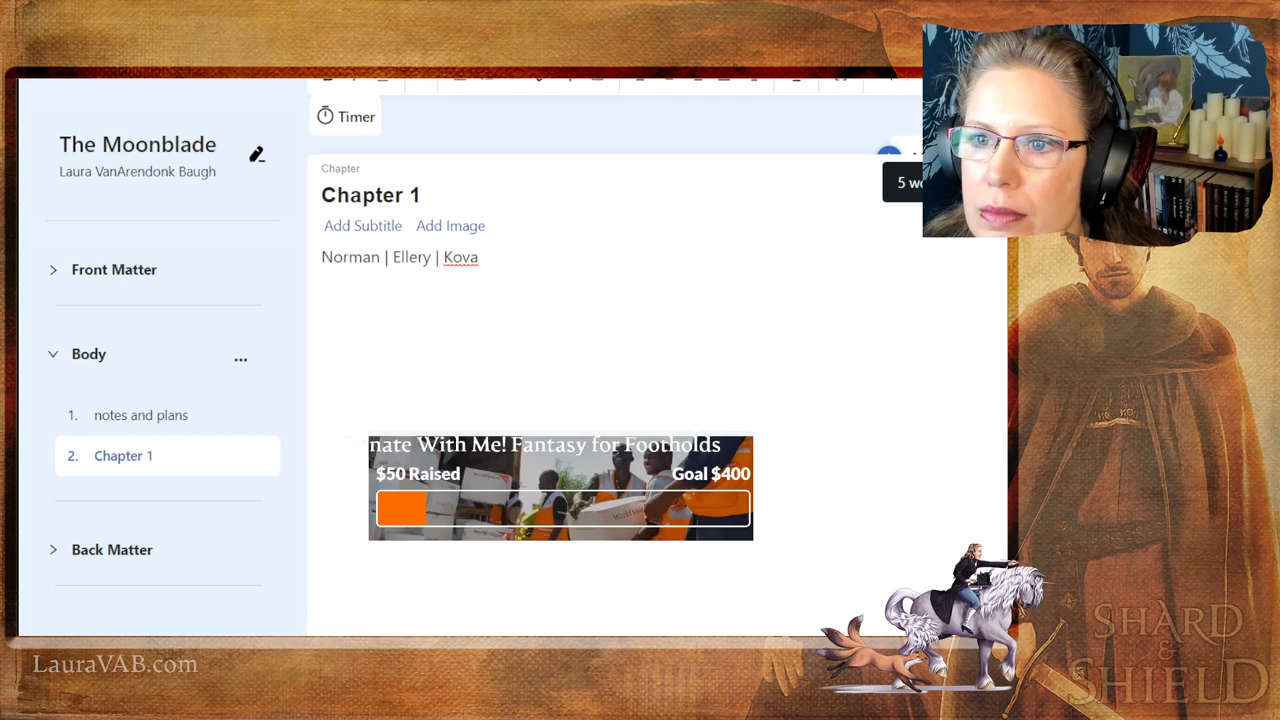 Timer
The Moonblade
Laura VanArendonk Baugh
Front Matter
Body
...
1. notes and plans
2. Chapter 1
Back Matter
Chapter
Chapter 1
Add Subtitle Add Image
Norman | Ellery | Kova
5
With Me! Fantasy for Footholds
$50 Raised Goal $400
World
LauraVAB.com
SHARD
&
SHIELD